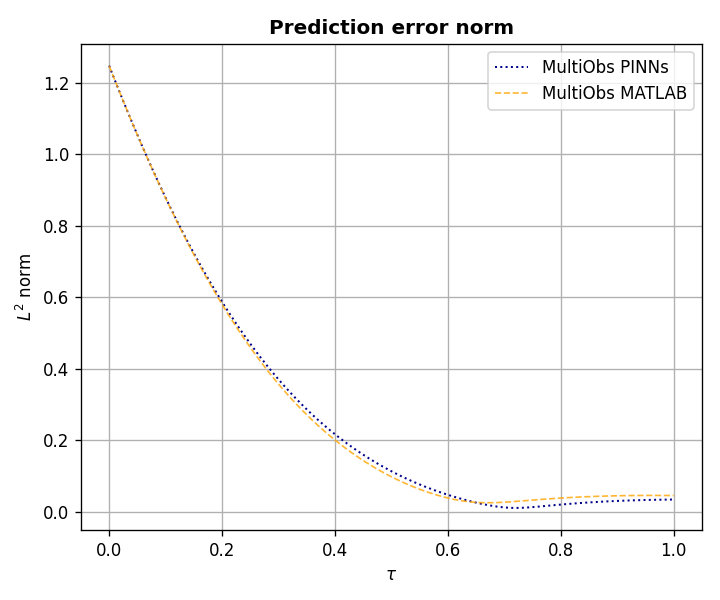 Prediction error norm
MultiObs PINNs
MultiObs MATLAB
L² norm
1.2
1.0
0.8
0.6
0.4
0.2
0.0
0.0 0.2 0.4 0.6 0.8 1.0
τ